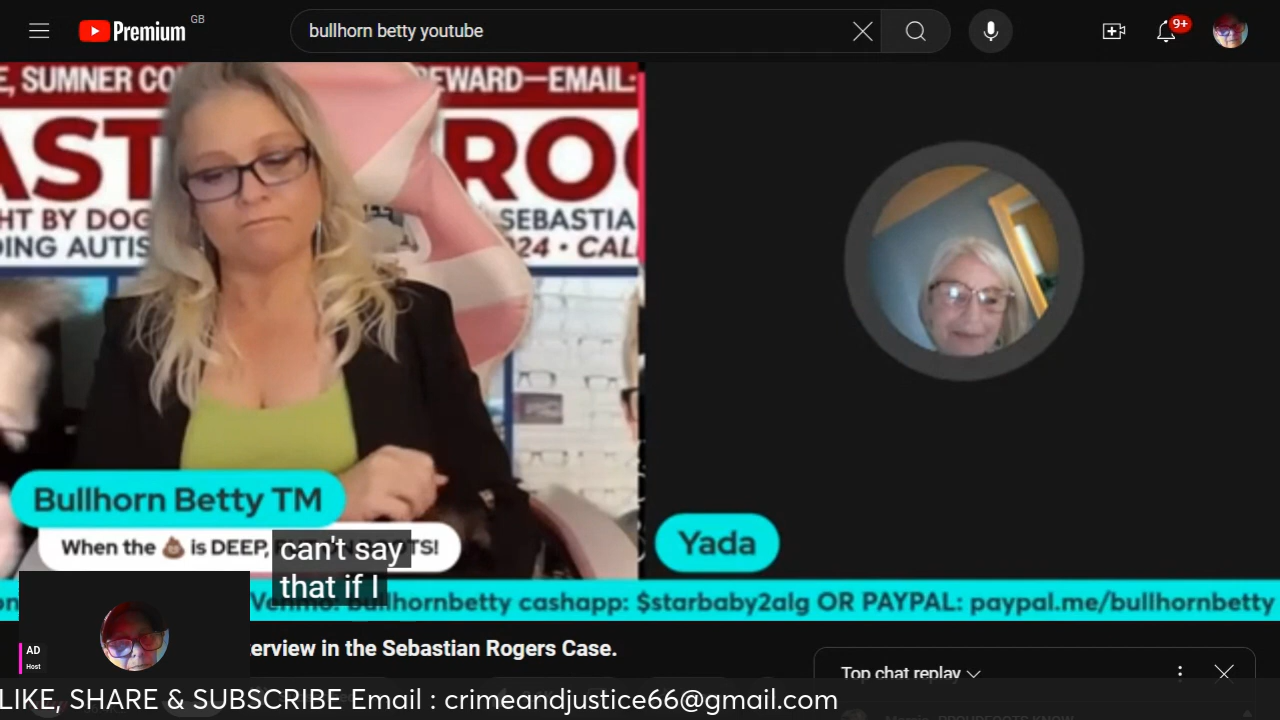 Premium GB
bullhorn betty youtube
9+
E, SUMNER CO
EWARD—EMAIL:
AST
ROG
HT BY DOG
SEBASTIA
DING AUTIS
24 • CAL
Bullhorn Betty TM
When the 💩 is DEEP,
TS!
can't say
that if I
Yada
Venmo: bullhornbetty cashapp: $starbaby2alg OR PAYPAL: paypal.me/bullhornbetty
erview in the Sebastian Rogers Case.
AD
Host
Top chat replay
LIKE, SHARE & SUBSCRIBE Email : crimeandjustice66@gmail.com